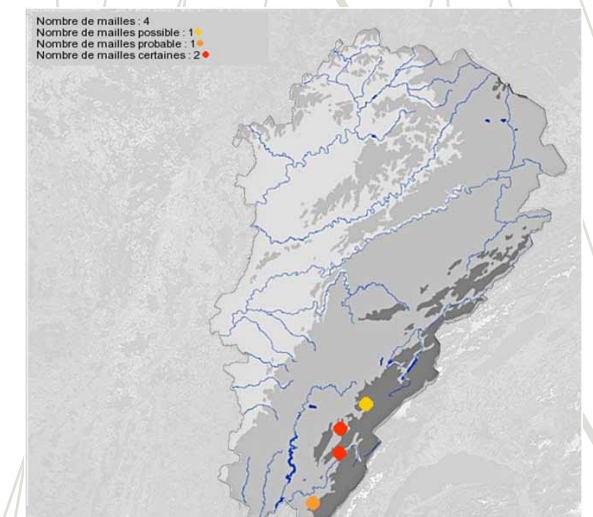 Nombre de mailles : 4
Nombre de mailles possible : 1
Nombre de mailles probable : 1
Nombre de mailles certaines : 2